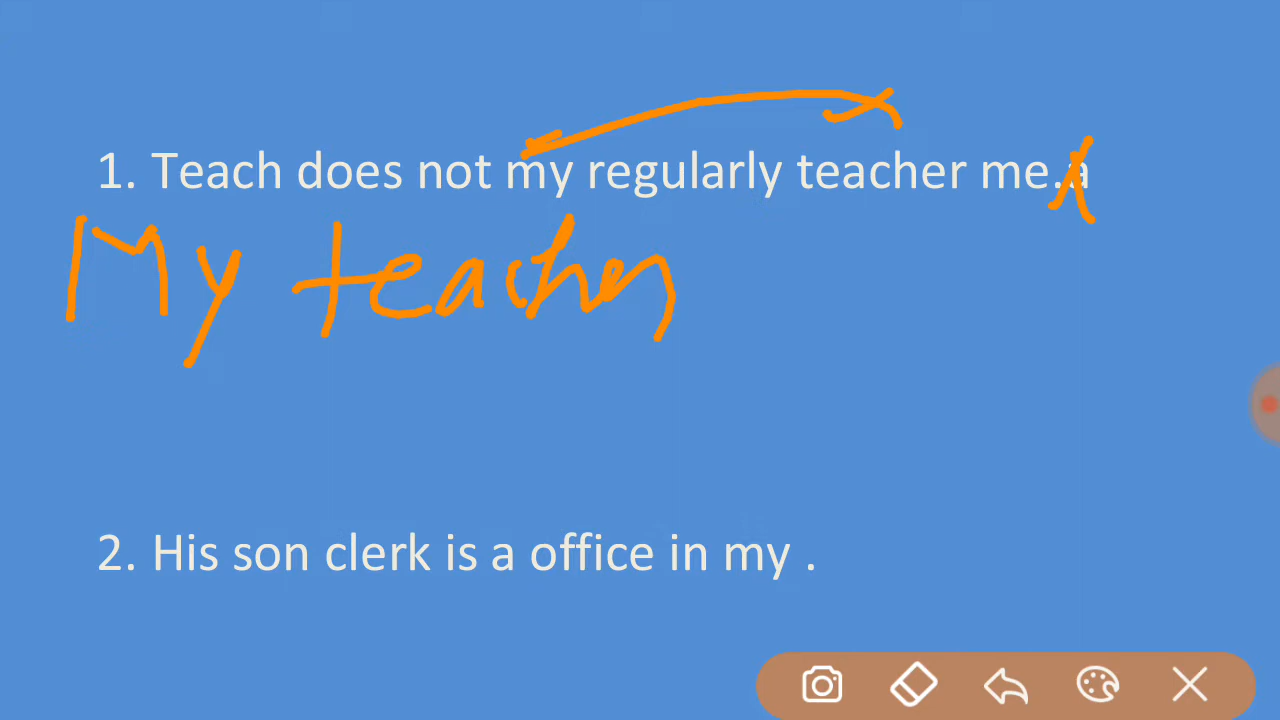 1. Teach does not my regularly teacher me.a
My teacher
2. His son clerk is a office in my .